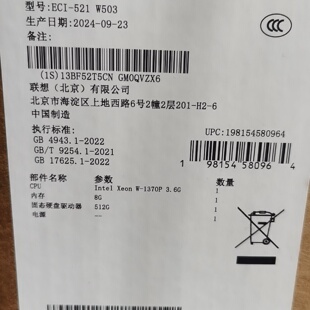 型号:ECI-521 W503
生产日期:2024-09-23
备注:
(1S)13BF52T5CN GM0QVZX6
联想（北京）有限公司
北京市海淀区上地西路6号2幢2层201-H2-6
中国制造
执行标准:
GB 4943.1-2022
GB/T 9254.1-2021
GB 17625.1-2022
UPC:198154580964
1 98154 58096 4
部件名称 参数 数量
CPU Intel Xeon W-1370P 3.6G 1
内存 8G 1
固态硬盘驱动器 512G 1
电源 —— 1